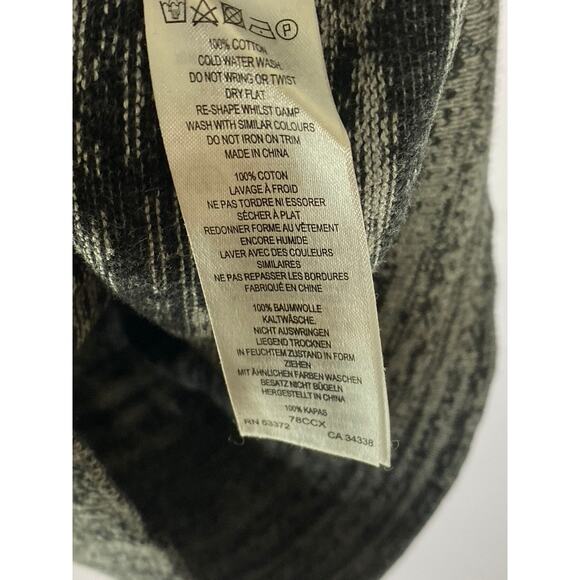 P
100% COTTON
COLD WATER WASH.
DO NOT WRING OR TWIST
DRY FLAT
RE-SHAPE WHILST DAMP
WASH WITH SIMILAR COLOURS
DO NOT IRON ON TRIM
MADE IN CHINA
100% COTON
LAVAGE À FROID
NE PAS TORDRE NI ESSORER
SÉCHER À PLAT
REDONNER FORME AU VÊTEMENT
ENCORE HUMIDE
LAVER AVEC DES COULEURS
SIMILAIRES
NE PAS REPASSER LES BORDURES
FABRIQUÉ EN CHINE
100% BAUMWOLLE
KALTWÄSCHE.
NICHT AUSWRINGEN
LIEGEND TROCKNEN
IN FEUCHTEM ZUSTAND IN FORM
ZIEHEN
MIT ÄHNLICHEN FARBEN WASCHEN
BESATZ NICHT BÜGELN
HERGESTELLT IN CHINA
100% KAPAS
78CCX
RN 53372 CA 34338